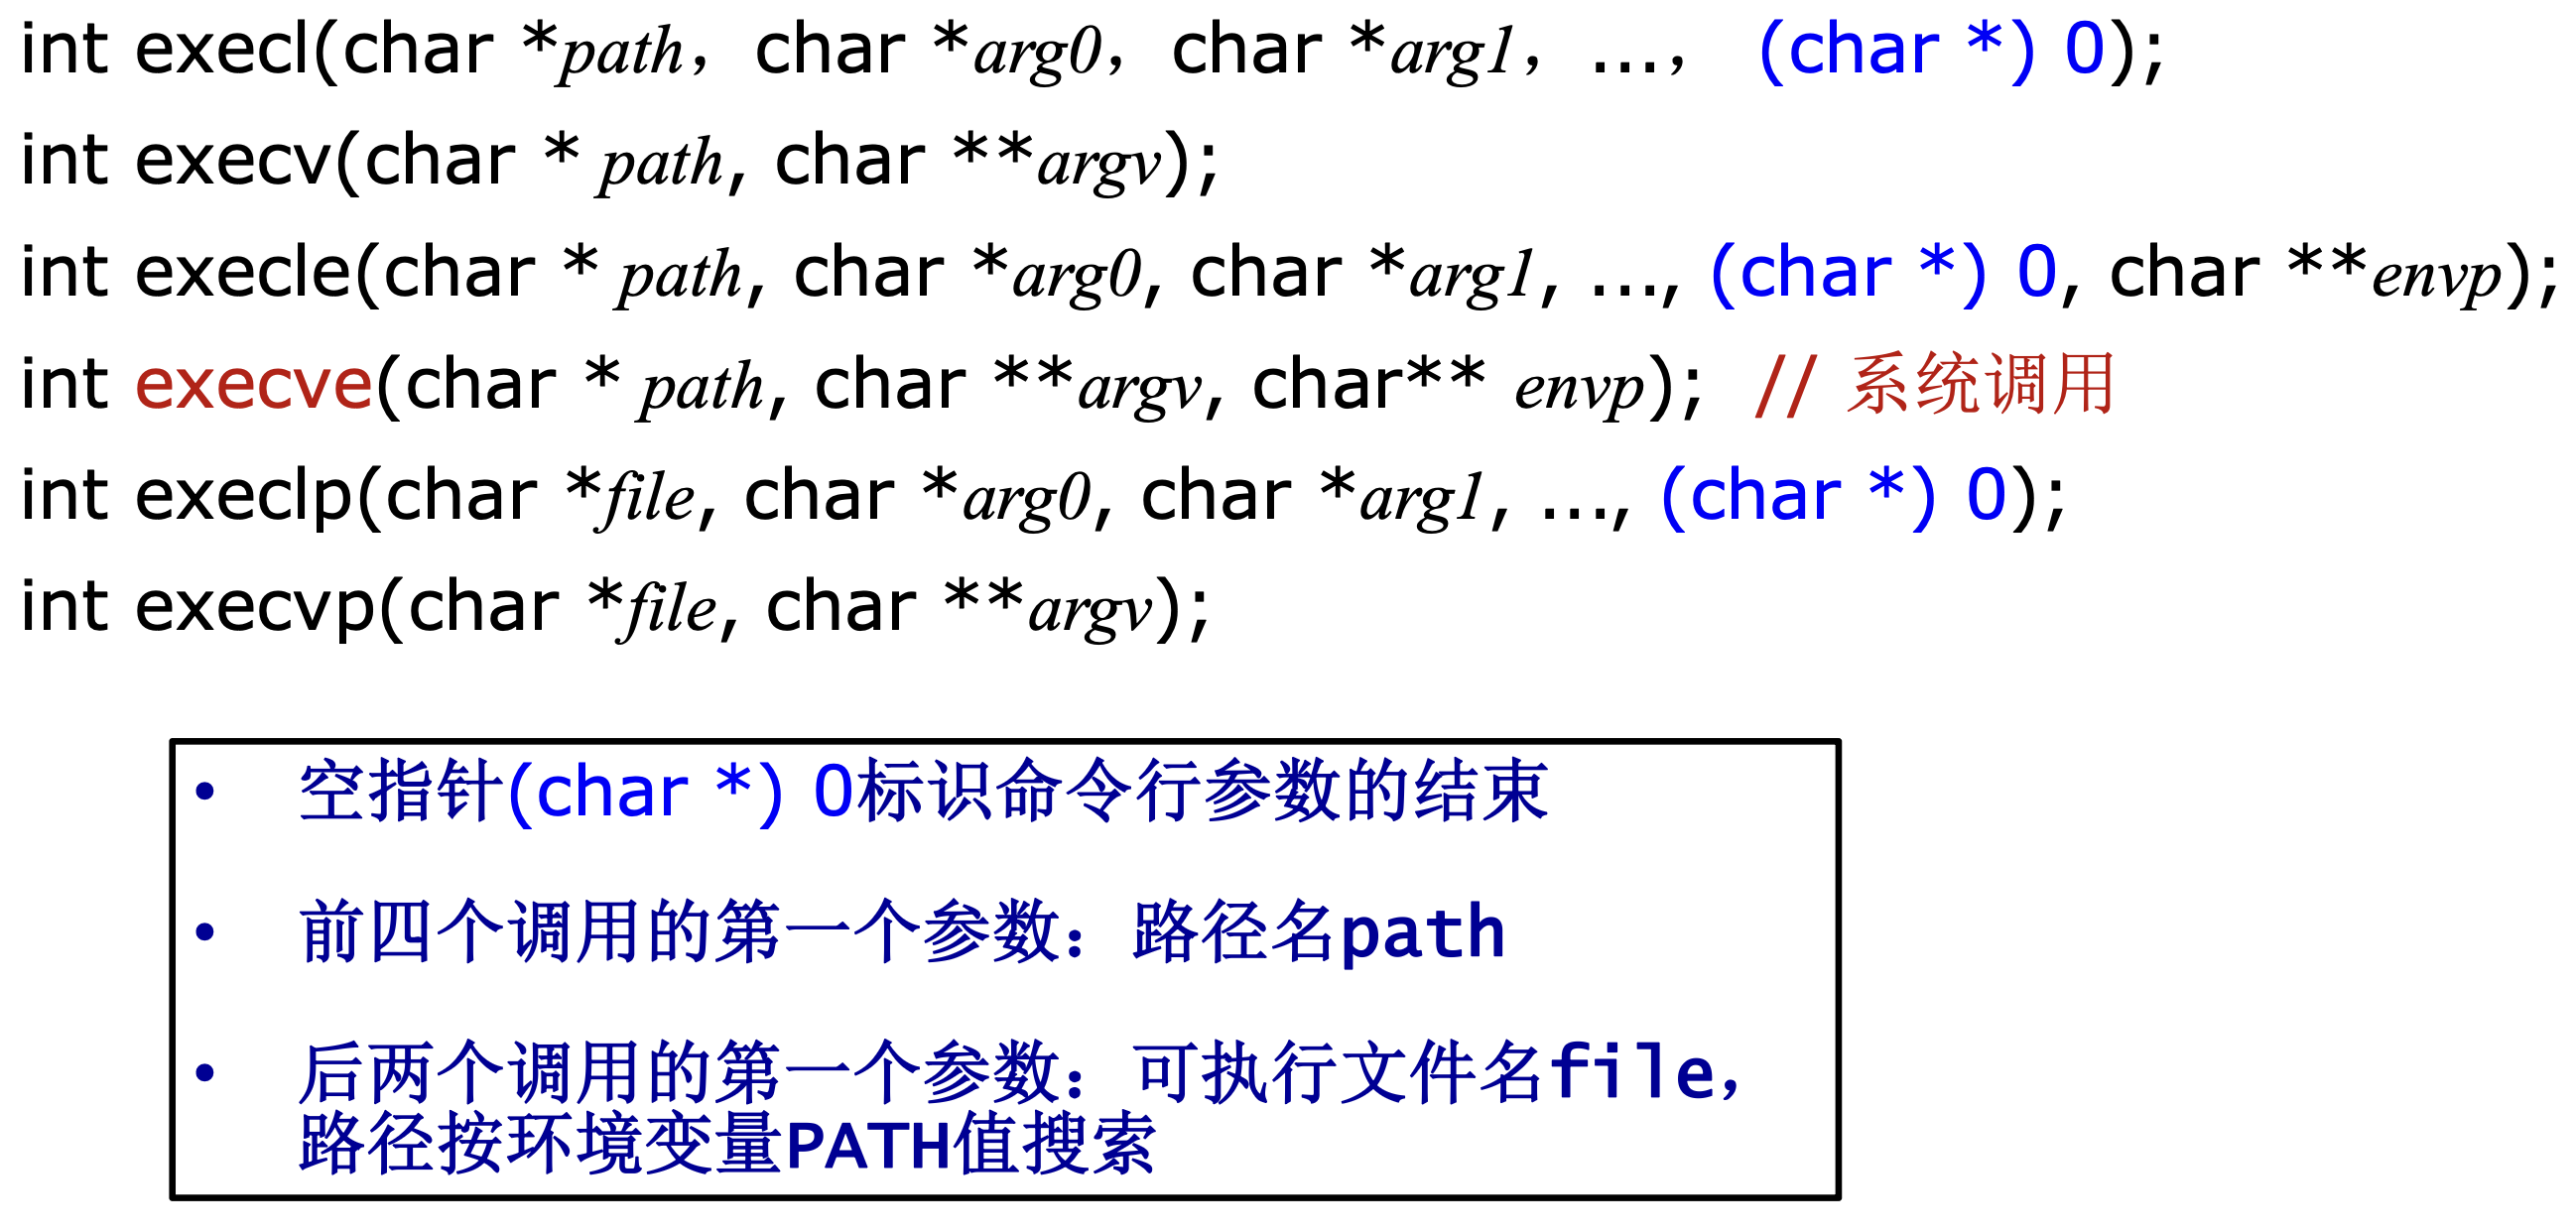 int execl(char *path，char *arg0，char *arg1，...， (char *) 0);
int execv(char * path, char **argv);
int execle(char * path, char *arg0, char *arg1, ..., (char *) 0, char **envp);
int execve(char * path, char **argv, char** envp); // 系统调用
int execlp(char *file, char *arg0, char *arg1, ..., (char *) 0);
int execvp(char *file, char **argv);
• 空指针(char *) 0标识命令行参数的结束
• 前四个调用的第一个参数：路径名path
• 后两个调用的第一个参数：可执行文件名file，
路径按环境变量PATH值搜索